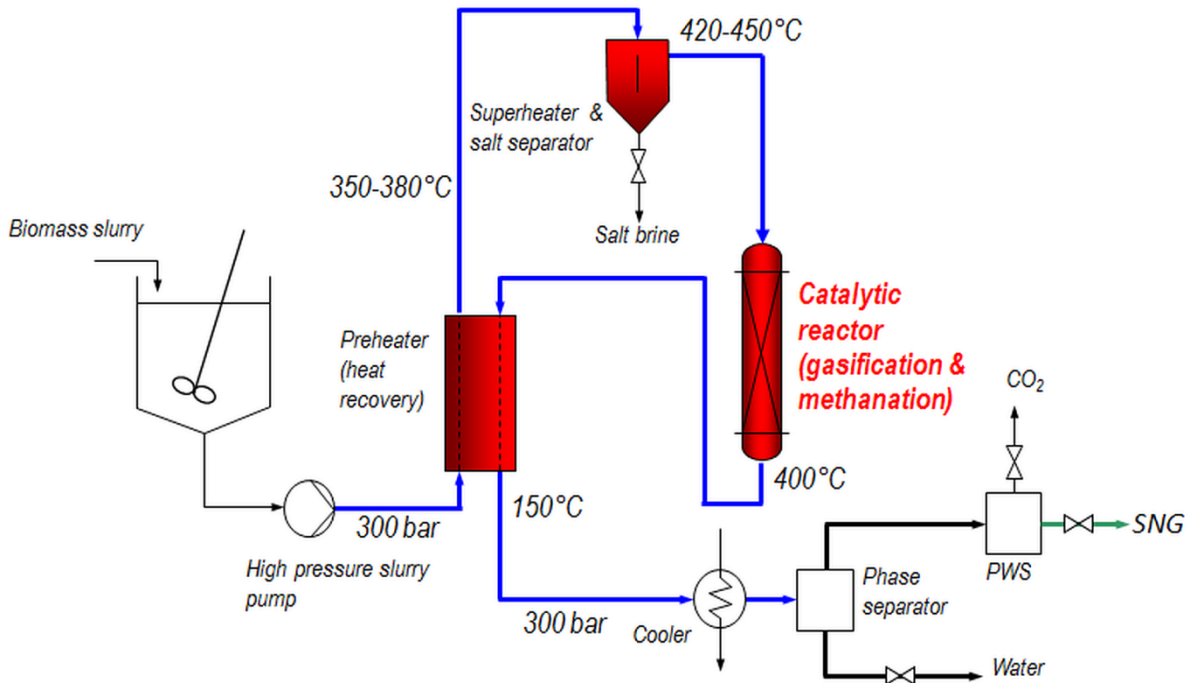 420-450°C
Superheater &
salt separator
350-380°C
Biomass slurry
Salt brine
Catalytic
reactor
(gasification &
methanation)
Preheater
(heat
recovery)
CO₂
400°C
150°C
300 bar
SNG
High pressure slurry
pump
PWS
Phase
separator
300 bar
Cooler
Water